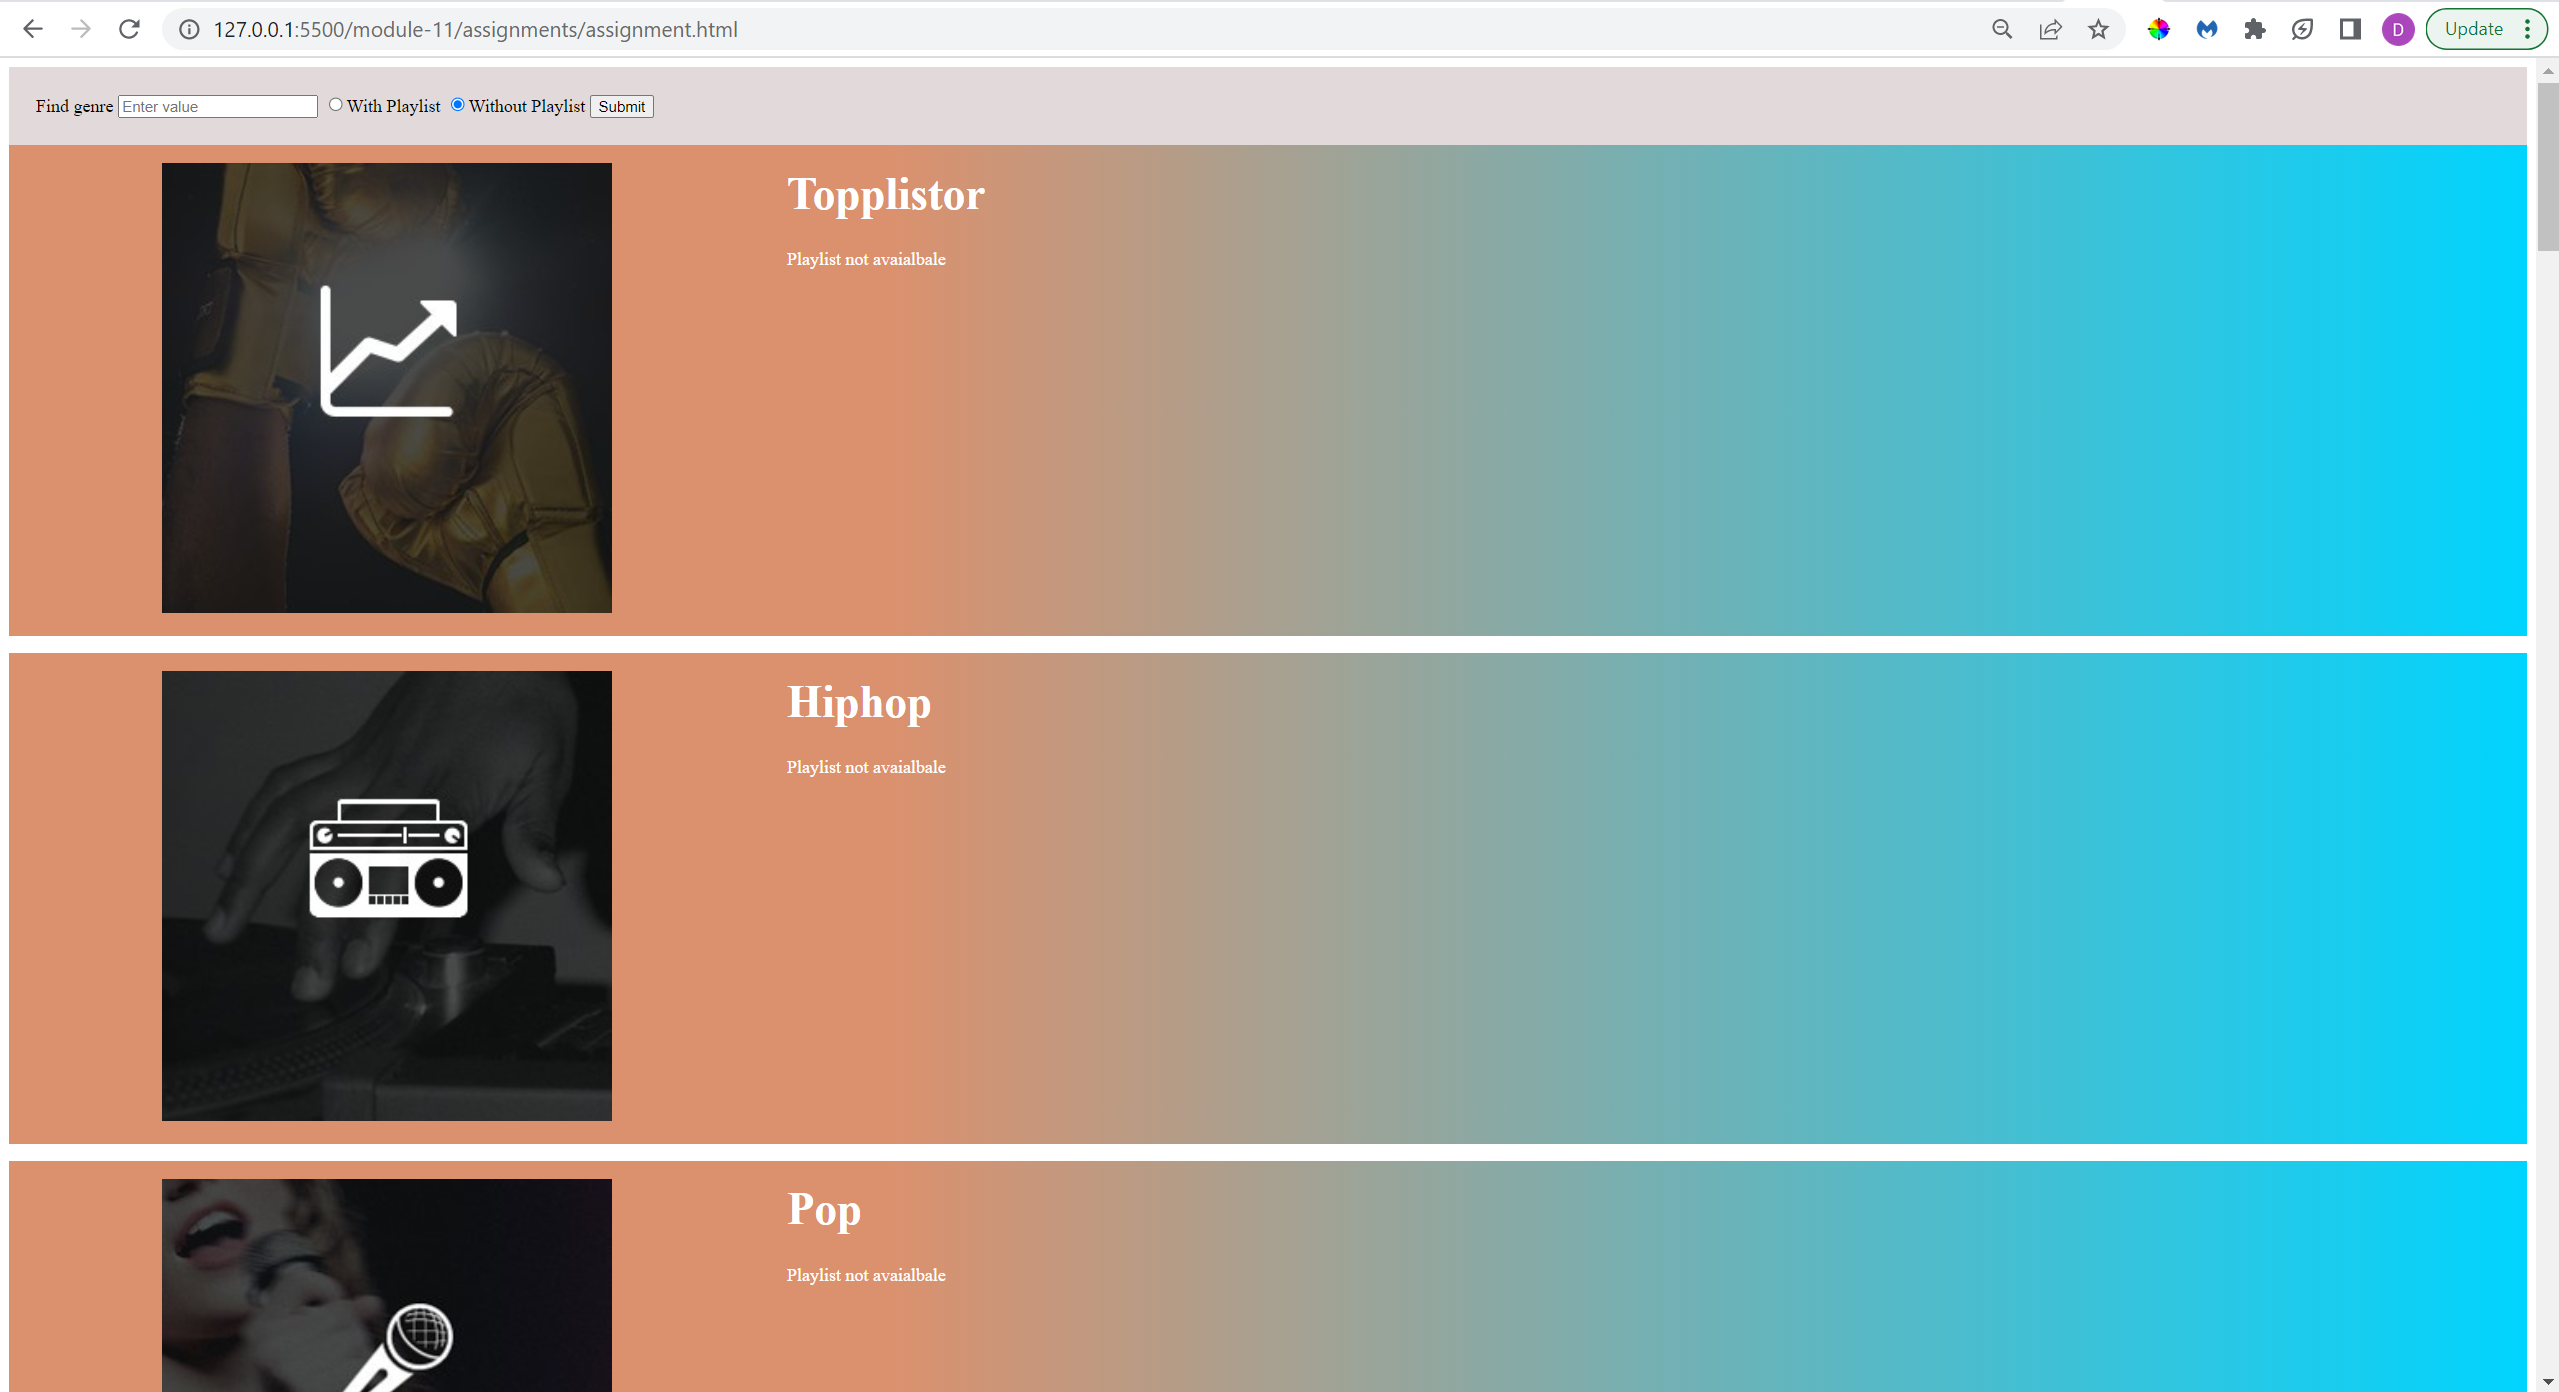 127.0.0.1:5500/module-11/assignments/assignment.html
D
Update
Find genre Enter value With Playlist Without Playlist Submit
Topplistor
Playlist not avaialbale
Hiphop
Playlist not avaialbale
Pop
Playlist not avaialbale